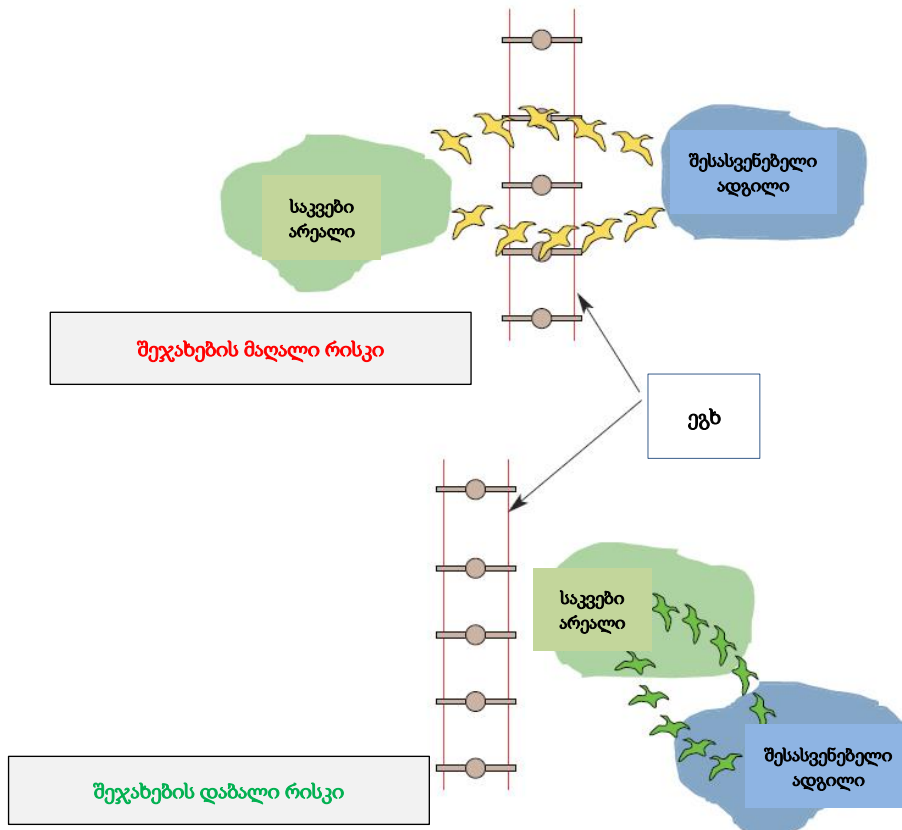 შესასვენებელი
ადგილი
საკვები
არეალი
შეჯახების მაღალი რისკი
ეგხ
საკვები
არეალი
შესასვენებელი
ადგილი
შეჯახების დაბალი რისკი